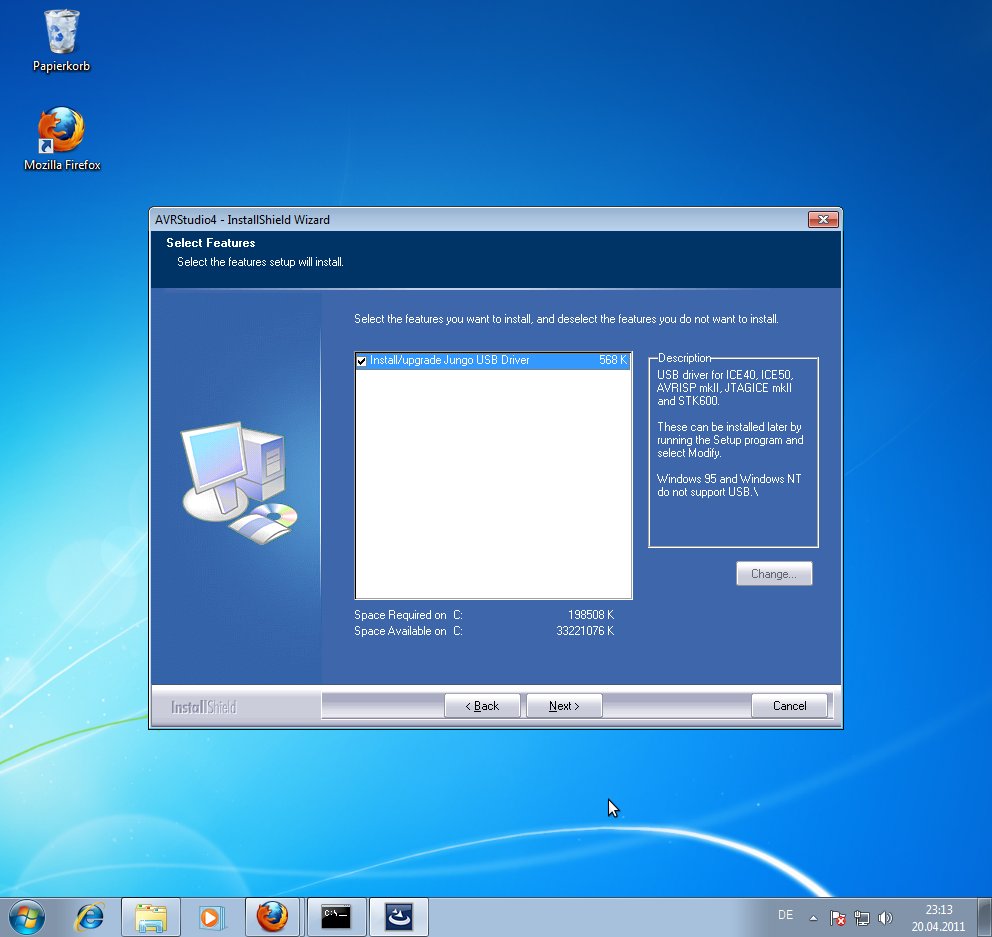 Papierkorb
Mozilla Firefox
AVRStudio4 - InstallShield Wizard
Select Features
Select the features setup will install.
Select the features you want to install, and deselect the features you do not want to install.
Install/upgrade Jungo USB Driver 568 K
Description
USB driver for ICE40, ICE50,
AVRISP mkII, JTAGICE mkII
and STK600.
These can be installed later by
running the Setup program and
select Modify.
Windows 95 and Windows NT
do not support USB.\
Change...
Space Required on C: 198508 K
Space Available on C: 33221076 K
InstallShield
< Back
Next >
Cancel
C:\
DE
23:13
20.04.2011